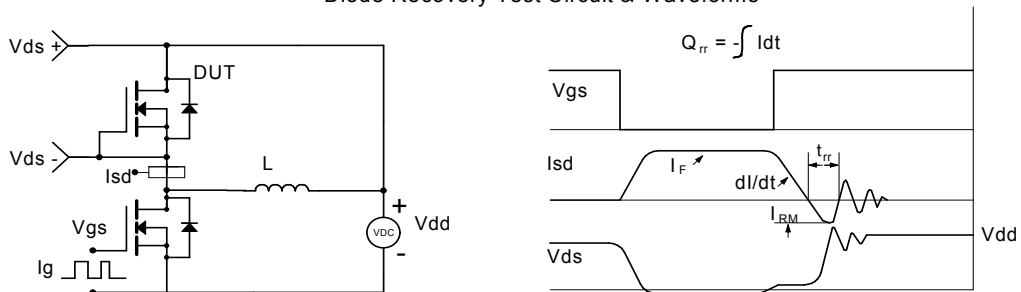 Diode Recovery Test Circuit & Waveforms
Vds +
DUT
Vds -
Isd
L
Vgs
Ig
+
VDC
-
Vdd
Q rr = -∫ Idt
Vgs
Isd
I F
dI/dt
t rr
I RM
Vdd
Vds